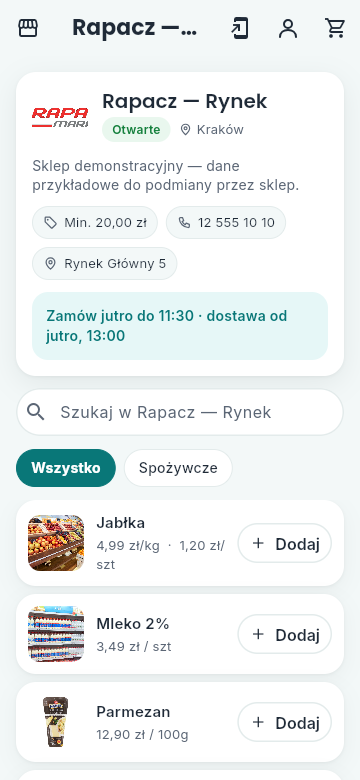 Rapacz —...
RAPA
MAR
Rapacz — Rynek
Otwarte
Kraków
Sklep demonstracyjny — dane
przykładowe do podmiany przez sklep.
Min. 20,00 zł
12 555 10 10
Rynek Główny 5
Zamów jutro do 11:30 · dostawa od
jutro, 13:00
Szukaj w Rapacz — Rynek
Wszystko
Spożywcze
Jabłka
4,99 zł/kg · 1,20 zł/
szt
+ Dodaj
Mleko 2%
3,49 zł / szt
+ Dodaj
Parmezan
12,90 zł / 100g
+ Dodaj